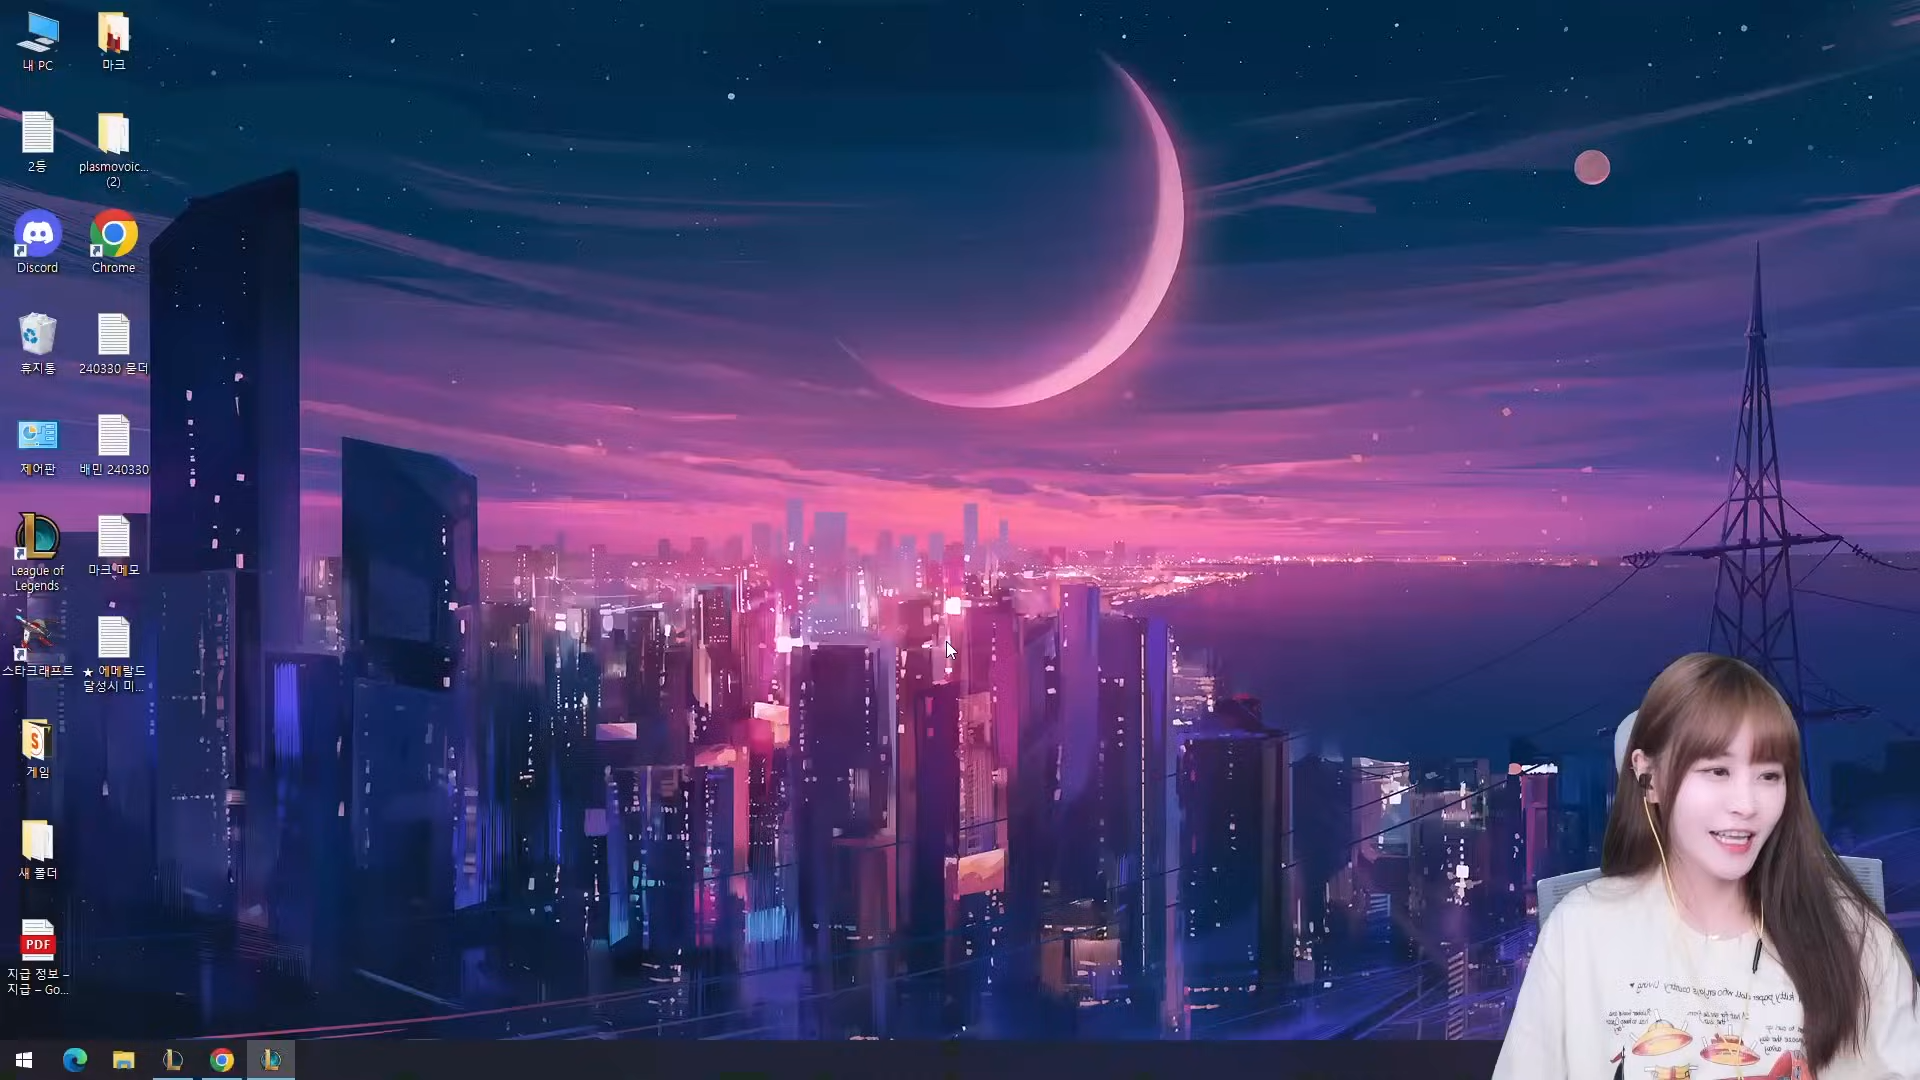 내 PC
마크
2등
plasmovoic...
(2)
Discord
Chrome
휴지통
240330 묻더
제어판
배민 240330
League of
Legends
마크 메모
스타크래프트
★ 에메랄드
달성시 미...
게임
새 폴더
PDF
지급 정보 –
지급 – Go...